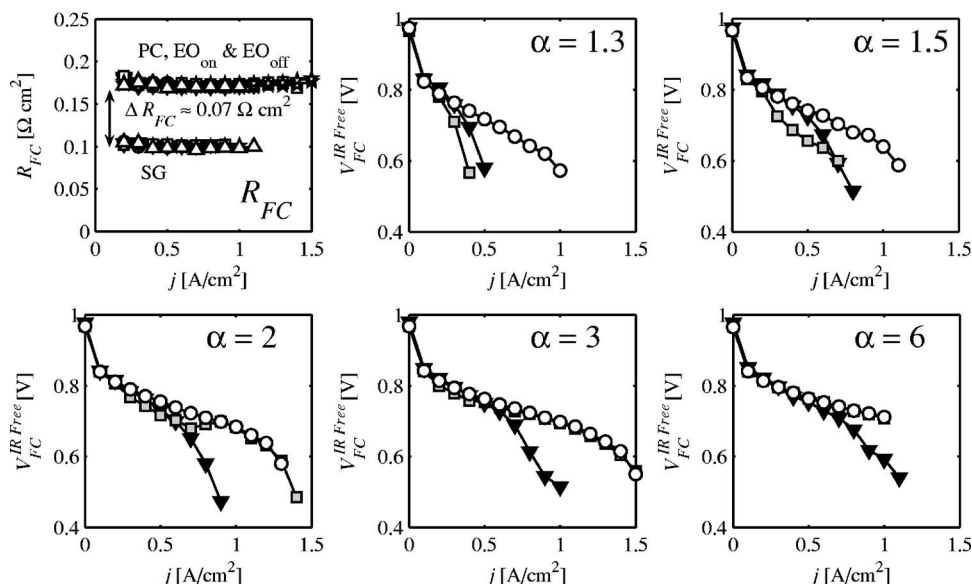 0.25
0.2
0.15
0.1
0.05
0
R_FC [Ω cm²]
PC, EO_on & EO_off
Δ R_FC ≈ 0.07 Ω cm²
SG
R_FC
0 0.5 1 1.5
j [A/cm²]
1
0.8
0.6
0.4
V_FC^IR Free [V]
α = 1.3
0 0.5 1 1.5
j [A/cm²]
1
0.8
0.6
0.4
V_FC^IR Free [V]
α = 1.5
0 0.5 1 1.5
j [A/cm²]
1
0.8
0.6
0.4
V_FC^IR Free [V]
α = 2
0 0.5 1 1.5
j [A/cm²]
1
0.8
0.6
0.4
V_FC^IR Free [V]
α = 3
0 0.5 1 1.5
j [A/cm²]
1
0.8
0.6
0.4
V_FC^IR Free [V]
α = 6
0 0.5 1 1.5
j [A/cm²]